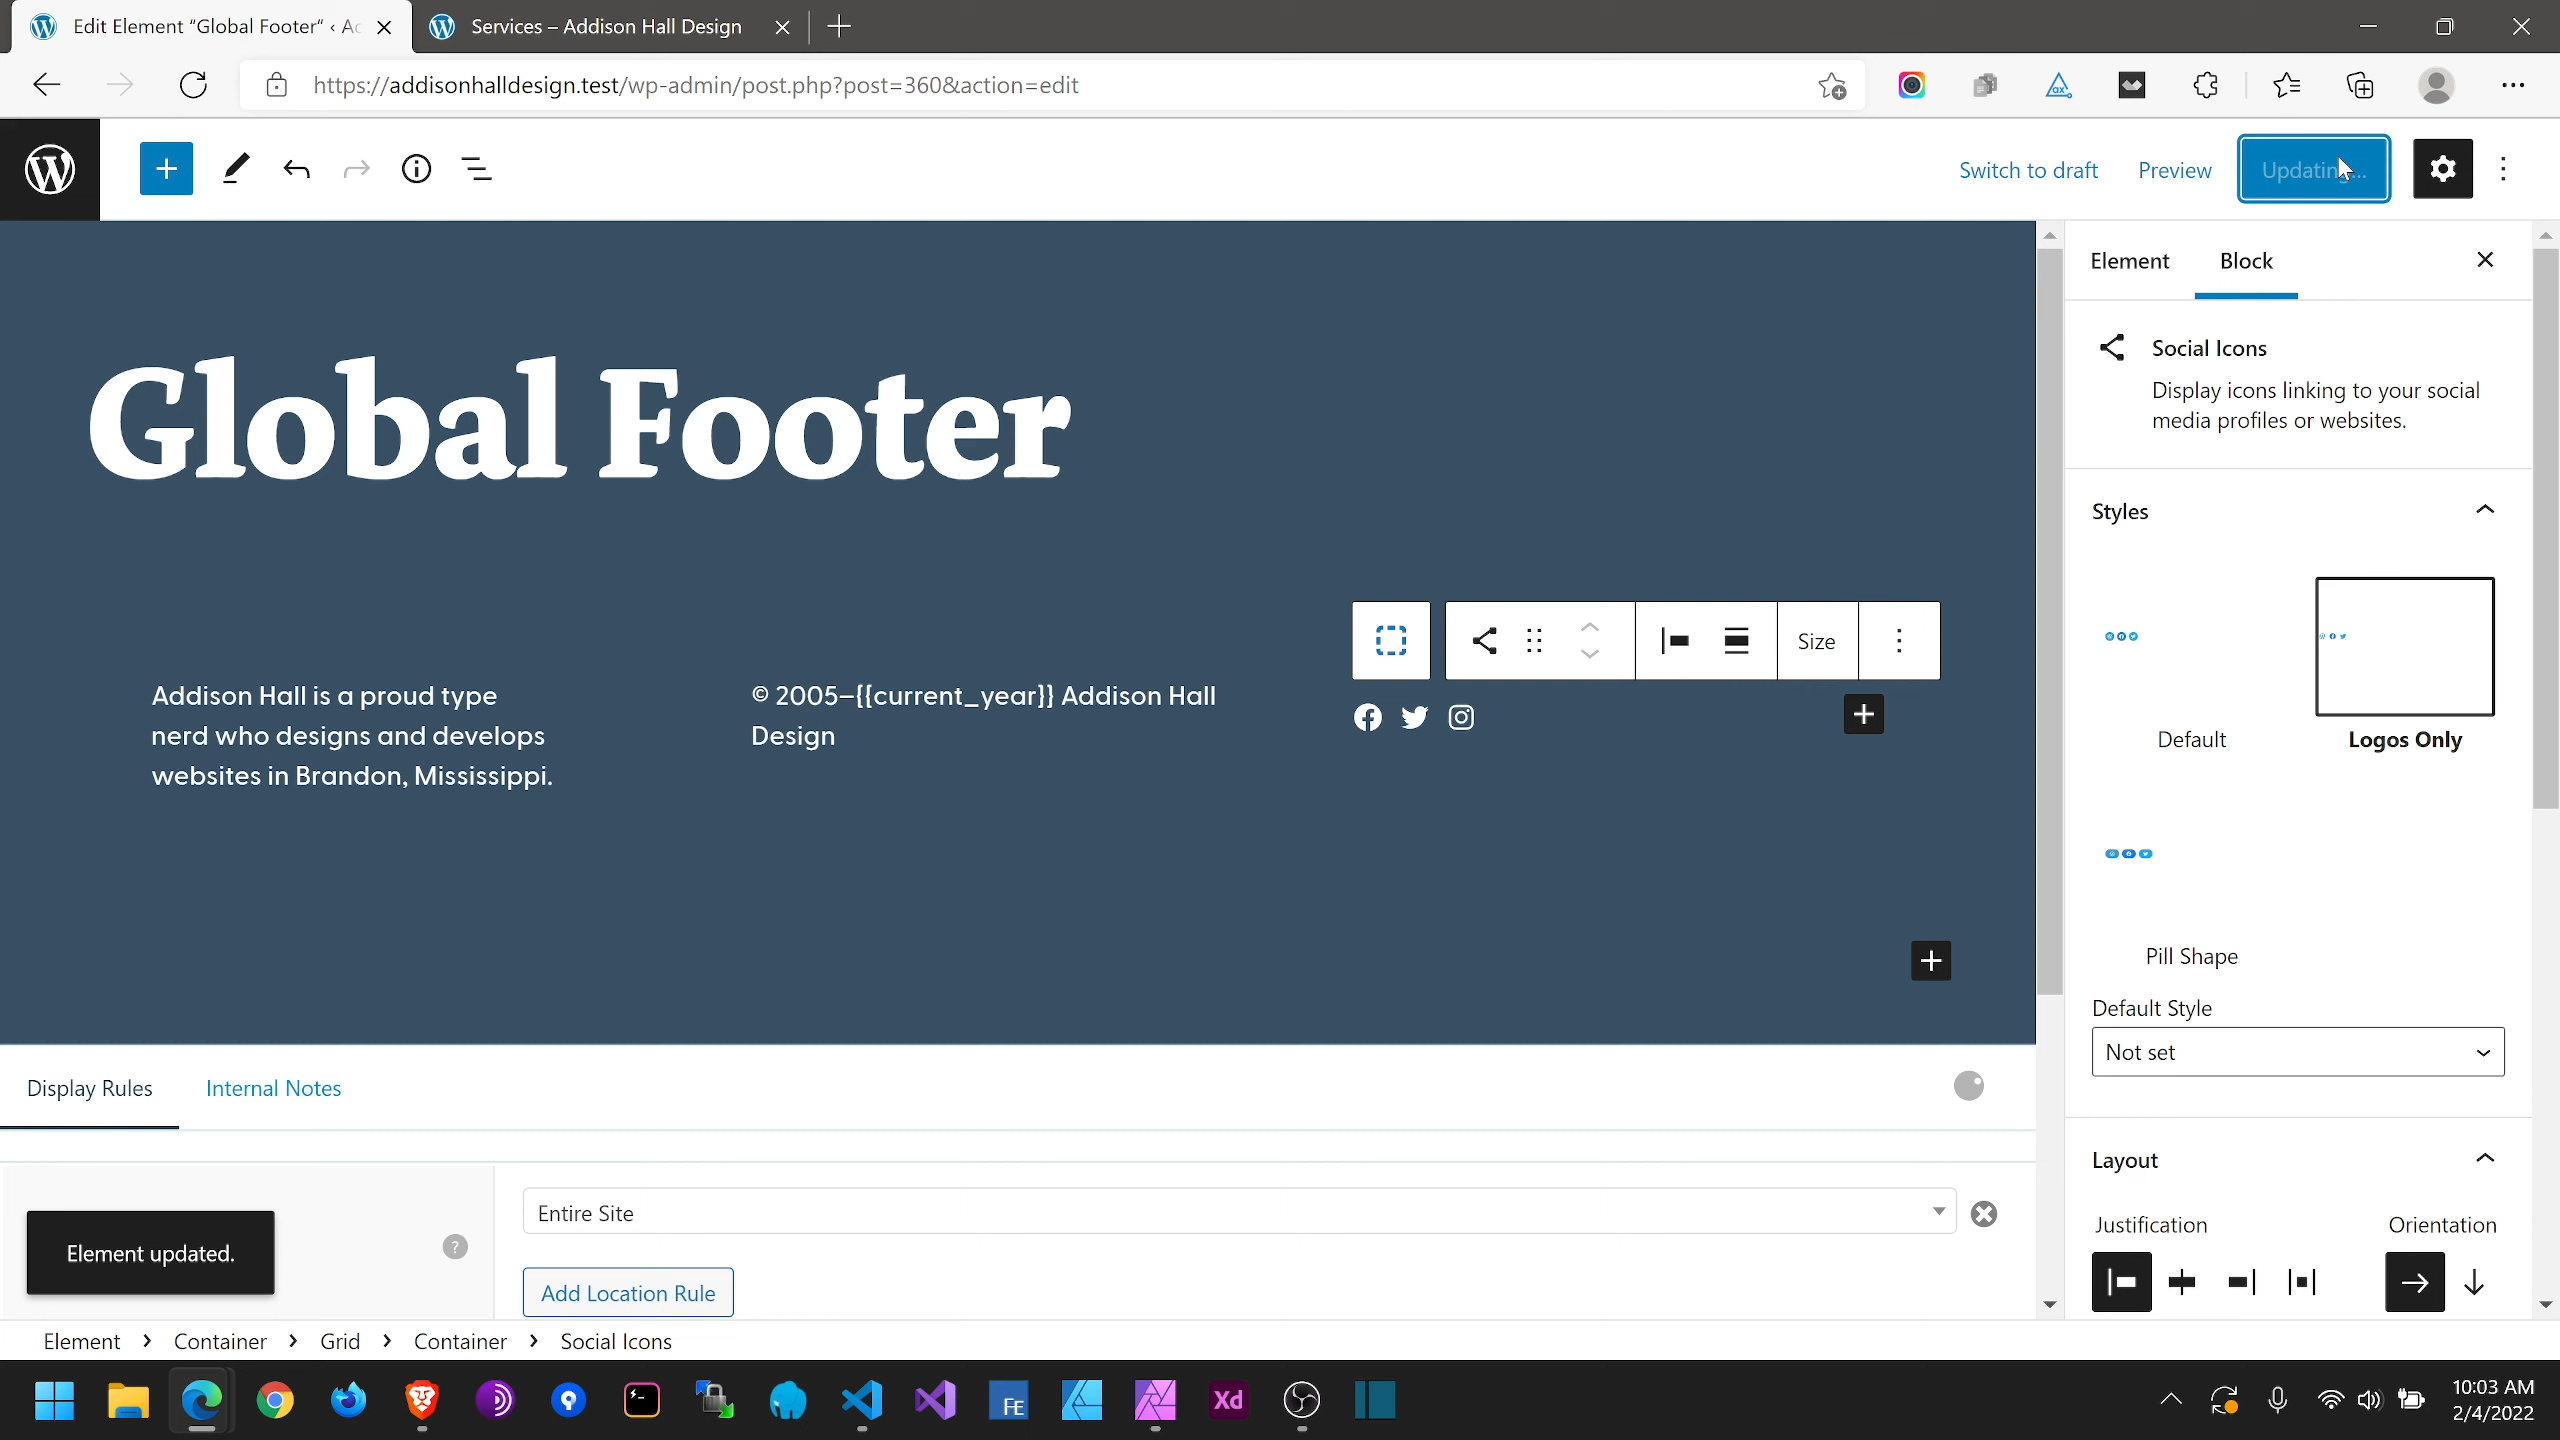 Edit Element “Global Footer” ‹ Ac
Services – Addison Hall Design
https://addisonhalldesign.test/wp-admin/post.php?post=360&action=edit
Switch to draft
Preview
Updating...
Element
Block
Social Icons
Display icons linking to your social
media profiles or websites.
Styles
Default
Logos Only
Pill Shape
Default Style
Not set
Layout
Justification
Orientation
Global Footer
Size
Addison Hall is a proud type
nerd who designs and develops
websites in Brandon, Mississippi.
© 2005–{{current_year}} Addison Hall
Design
Display Rules
Internal Notes
Entire Site
Add Location Rule
Element updated.
?
Element
Container
Grid
Container
Social Icons
FE
Xd
10:03 AM
2/4/2022